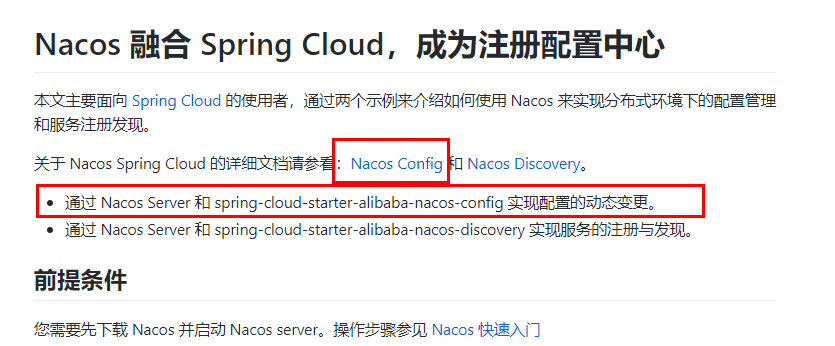 Nacos 融合 Spring Cloud，成为注册配置中心
本文主要面向 Spring Cloud 的使用者，通过两个示例来介绍如何使用 Nacos 来实现分布式环境下的配置管理
和服务注册发现。
关于 Nacos Spring Cloud 的详细文档请参看：Nacos Config 和 Nacos Discovery。
• 通过 Nacos Server 和 spring-cloud-starter-alibaba-nacos-config 实现配置的动态变更。
• 通过 Nacos Server 和 spring-cloud-starter-alibaba-nacos-discovery 实现服务的注册与发现。
前提条件
您需要先下载 Nacos 并启动 Nacos server。操作步骤参见 Nacos 快速入门